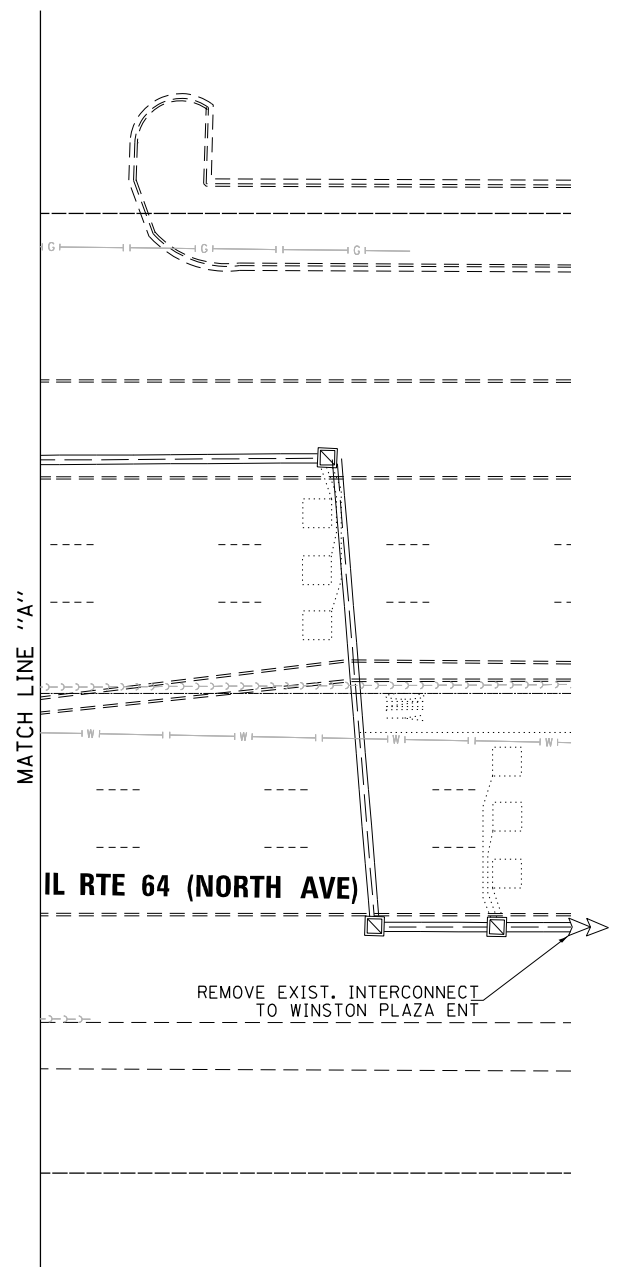 G G G
MATCH LINE "A"
W W W W
IL RTE 64 (NORTH AVE)
REMOVE EXIST. INTERCONNECT
TO WINSTON PLAZA ENT